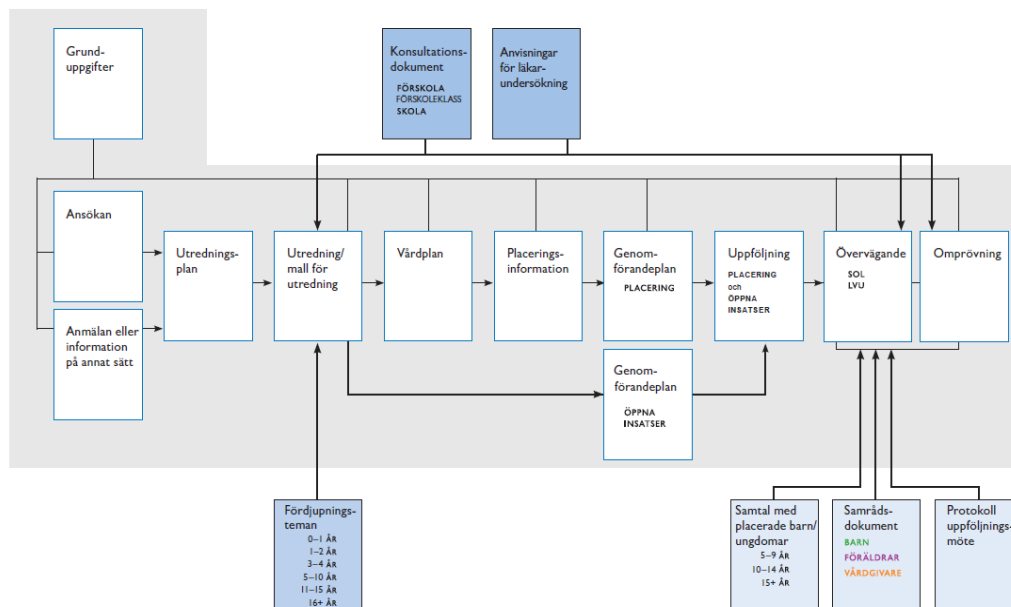 Grund-
uppgifter
Konsultations-
dokument
FÖRSKOLA
FÖRSKOLEKLASS
SKOLA
Anvisningar
för läkar-
undersökning
Ansökan
Anmälan eller
information
på annat sätt
Utrednings-
plan
Utredning/
mall för
utredning
Vårdplan
Placerings-
information
Genom-
förandeplan
PLACERING
Genom-
förandeplan
ÖPPNA
INSATSER
Uppföljning
PLACERING
och
ÖPPNA
INSATSER
Övervägande
SOL
LVU
Omprövning
Fördjupnings-
teman
0–1 ÅR
1–2 ÅR
3–4 ÅR
5–10 ÅR
11–15 ÅR
16+ ÅR
Samtal med
placerade barn/
ungdomar
5–9 ÅR
10–14 ÅR
15+ ÅR
Samråds-
dokument
BARN
FÖRÄLDRAR
VÅRDGIVARE
Protokoll
uppföljnings-
möte